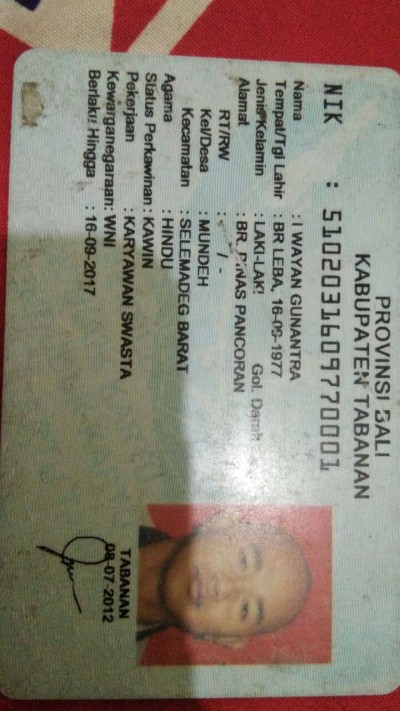 PROVINSI BALI
KABUPATEN TABANAN
NIK : 5102031609770001
Nama : I WAYAN GUNANTRA
Tempat/Tgl Lahir : BR LEBA, 16-09-1977
Jenis Kelamin : LAKI-LAKI Gol. Darah
Alamat : BR. DINAS PANCORAN
RT/RW : - / -
Kel/Desa : MUNDEH
Kecamatan : SELEMADEG BARAT
Agama : HINDU
Status Perkawinan : KAWIN
Pekerjaan : KARYAWAN SWASTA
Kewarganegaraan: WNI
Berlaku Hingga : 16-09-2017
TABANAN
08-07-2012